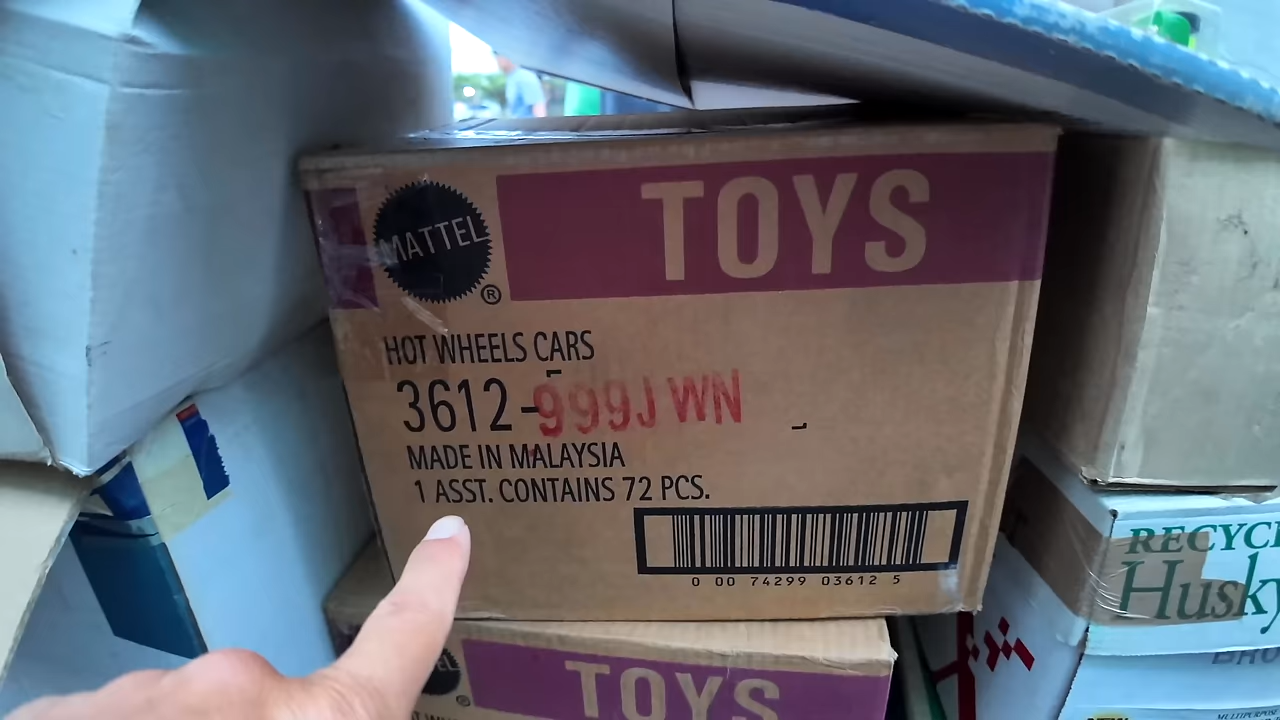 MATTEL
®
TOYS
HOT WHEELS CARS
3612-999J WN
MADE IN MALAYSIA
1 ASST. CONTAINS 72 PCS.
0 00 74299 03612 5
TOYS
®
RECYC
Husky
MULTIPURPOSE